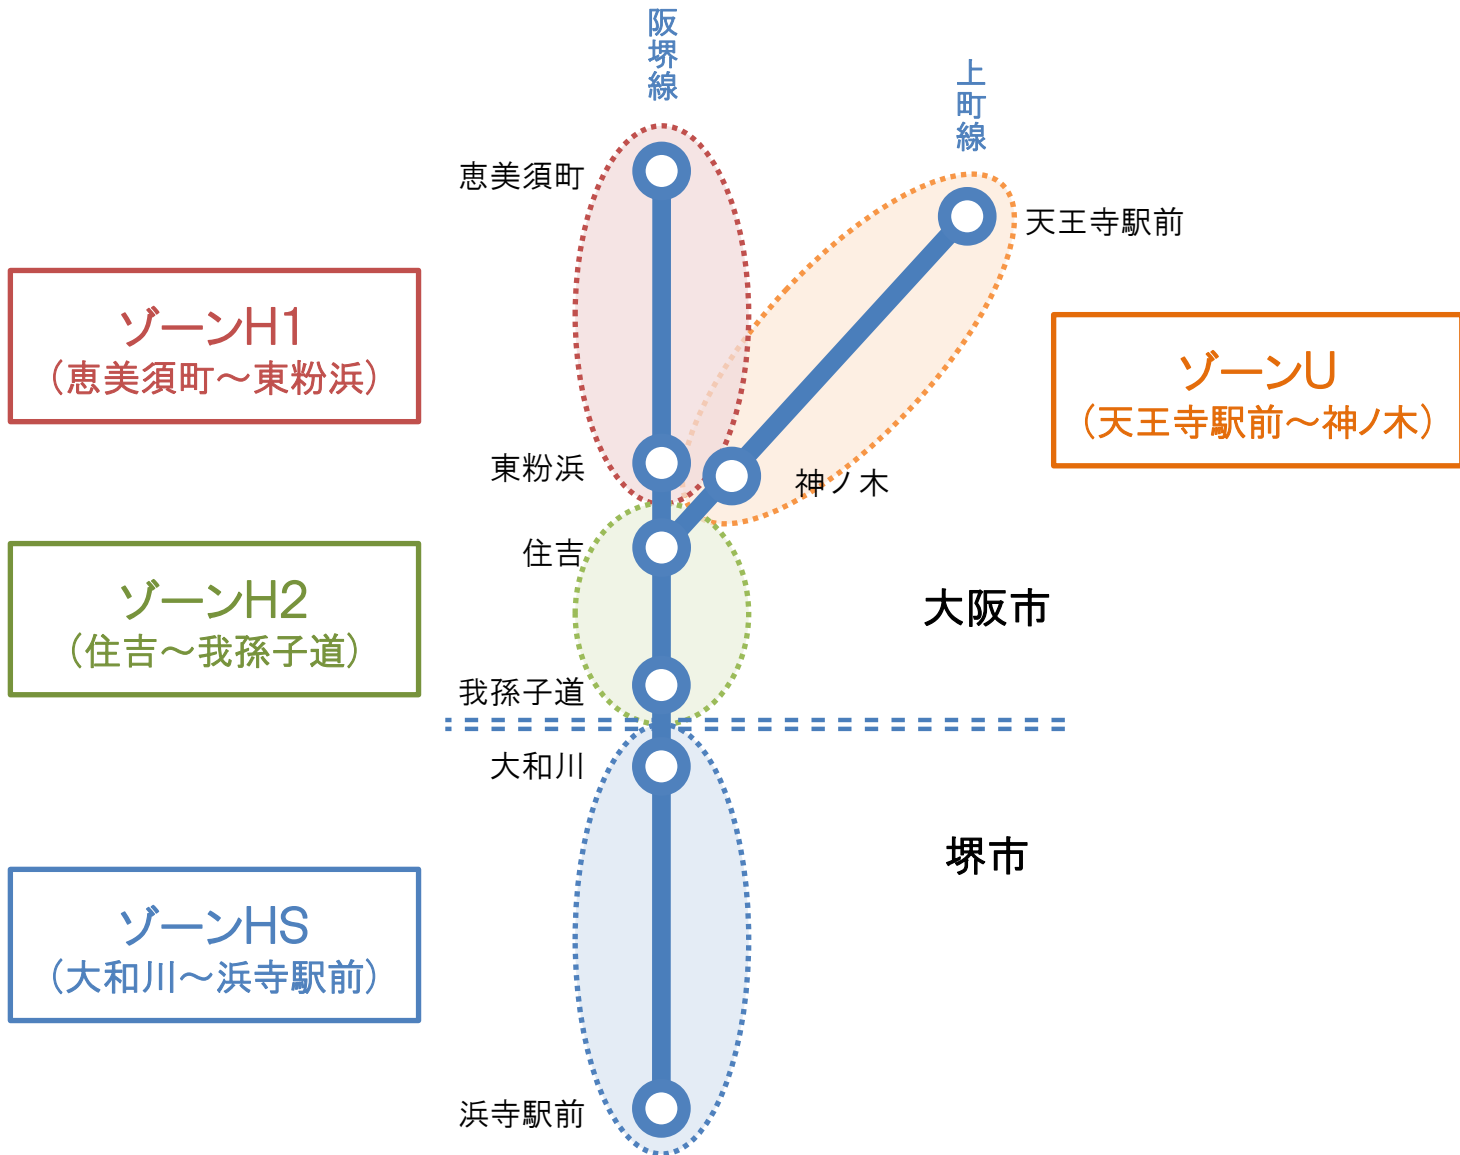 阪堺線
上町線
恵美須町
天王寺駅前
ゾーンH1
（恵美須町～東粉浜）
ゾーンU
（天王寺駅前～神ノ木）
東粉浜
神ノ木
住吉
ゾーンH2
（住吉～我孫子道）
大阪市
我孫子道
大和川
堺市
ゾーンHS
（大和川～浜寺駅前）
浜寺駅前